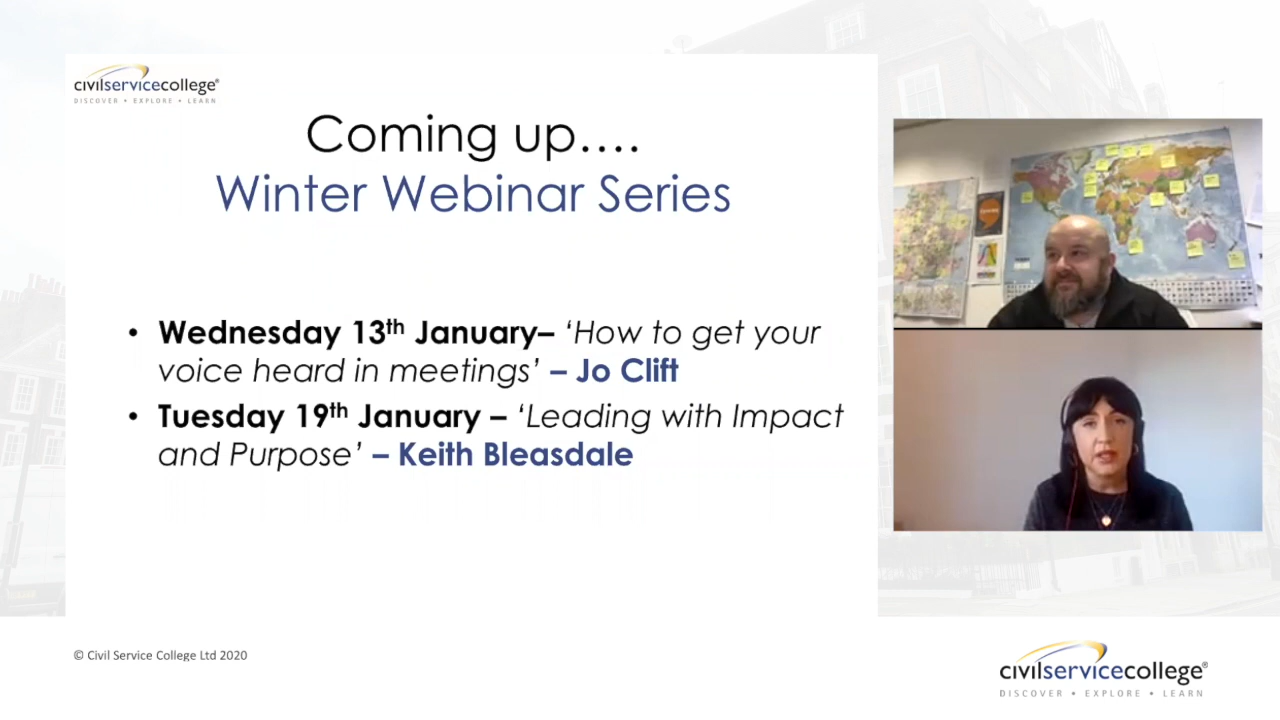 civilservicecollege®
DISCOVER • EXPLORE • LEARN
Coming up....
Winter Webinar Series
• Wednesday 13th January– ‘How to get your
voice heard in meetings’ – Jo Clift
• Tuesday 19th January – ‘Leading with Impact
and Purpose’ – Keith Bleasdale
© Civil Service College Ltd 2020
civilservicecollege®
DISCOVER • EXPLORE • LEARN